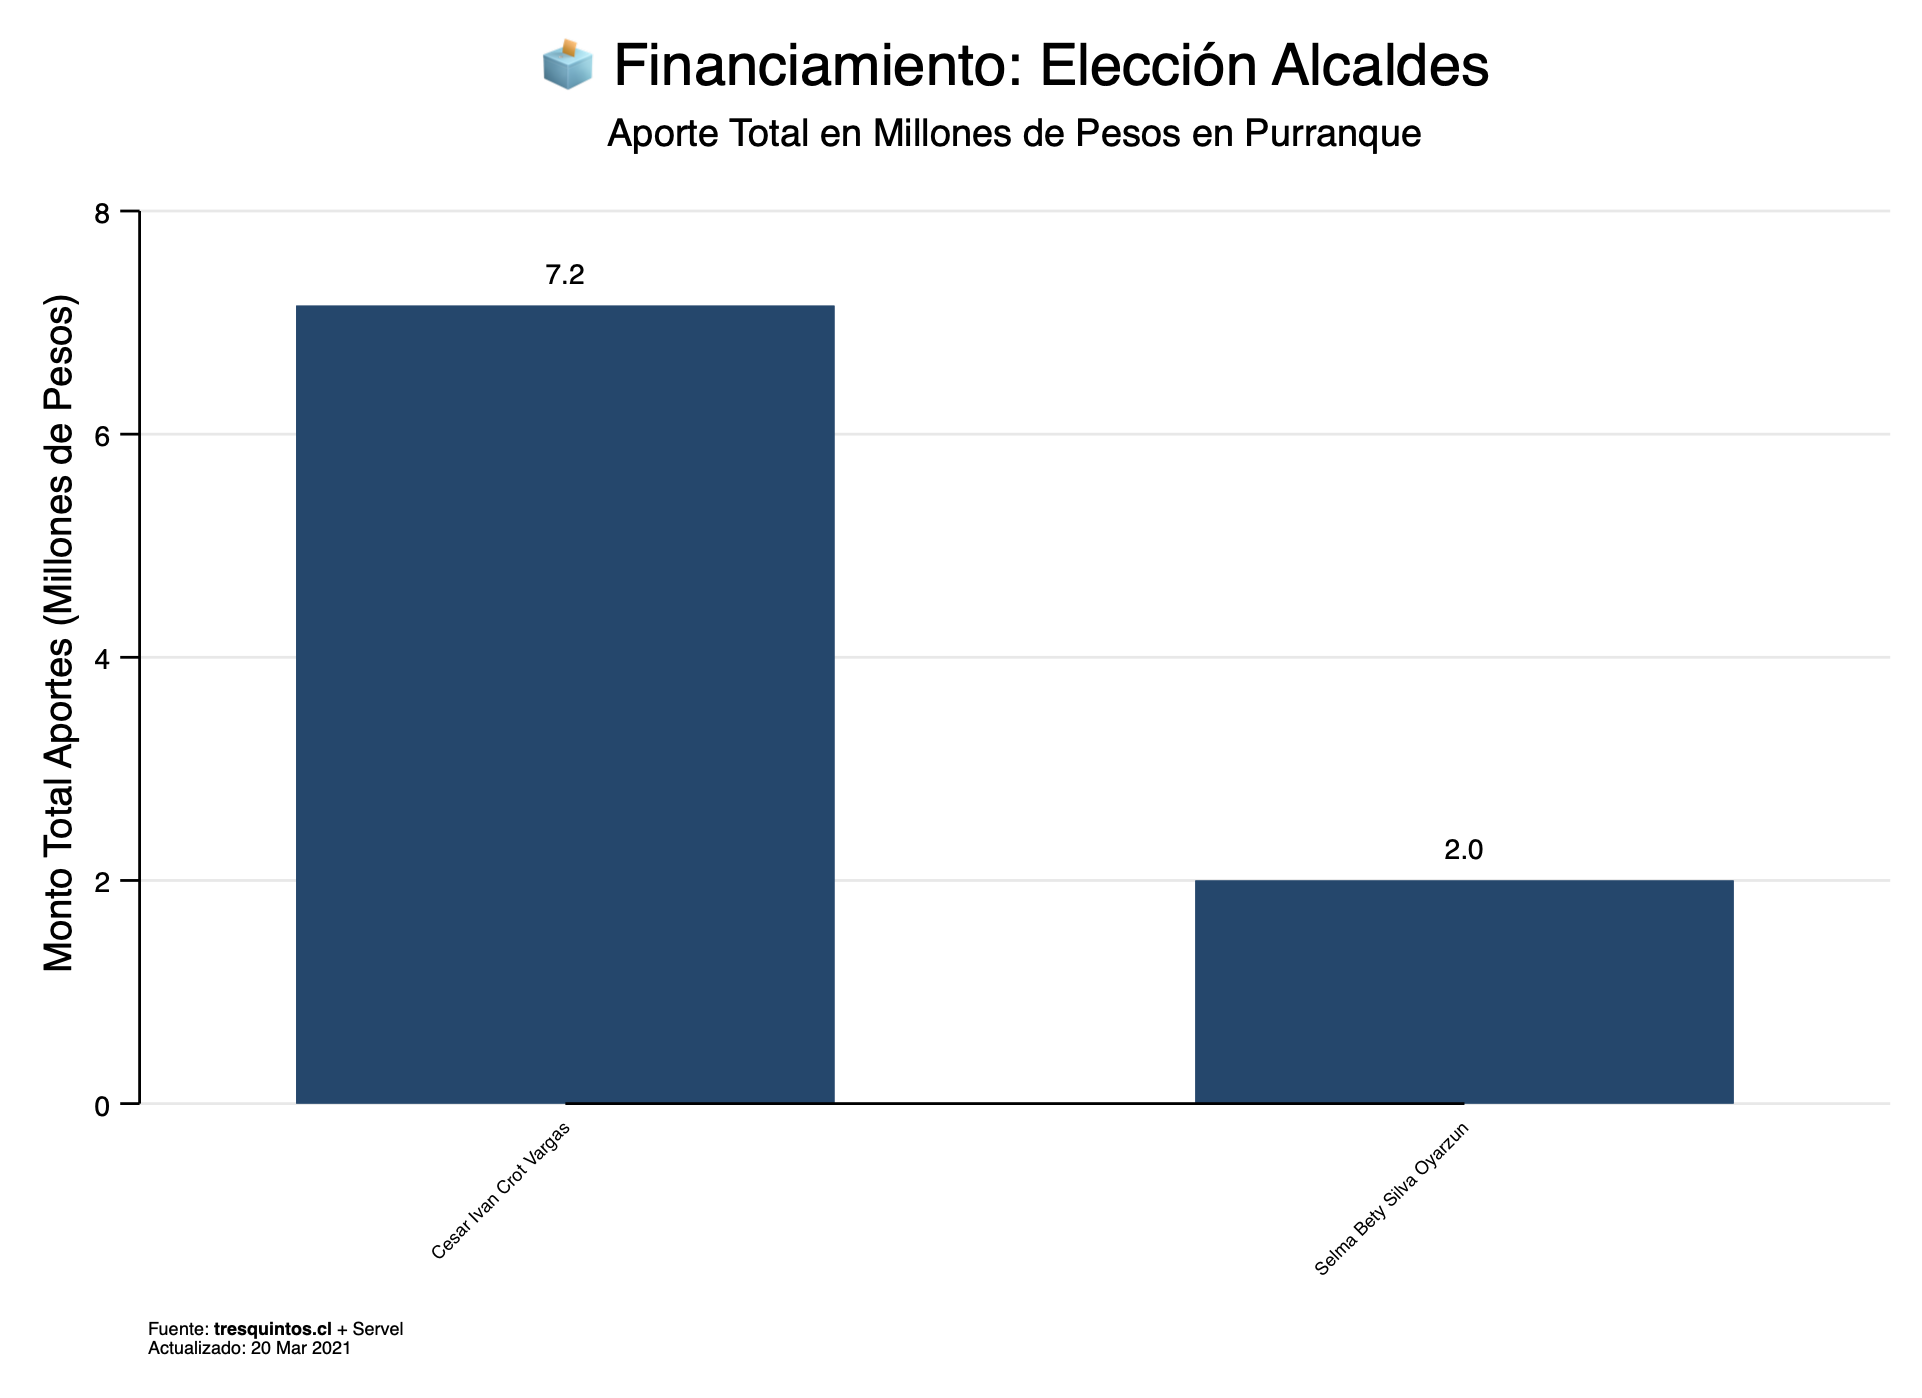 Financiamiento: Elección Alcaldes
Aporte Total en Millones de Pesos en Purranque
Monto Total Aportes (Millones de Pesos)
8
6
4
2
0
7.2
2.0
Cesar Ivan Crot Vargas
Selma Bety Silva Oyarzun
Fuente: tresquintos.cl + Servel
Actualizado: 20 Mar 2021